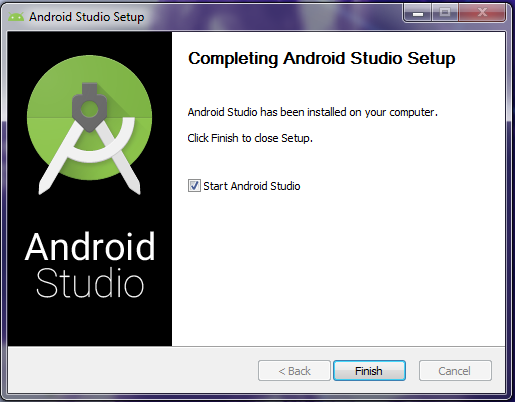 Android Studio Setup
Completing Android Studio Setup
Android Studio has been installed on your computer.
Click Finish to close Setup.
Start Android Studio
Android
Studio
< Back
Finish
Cancel